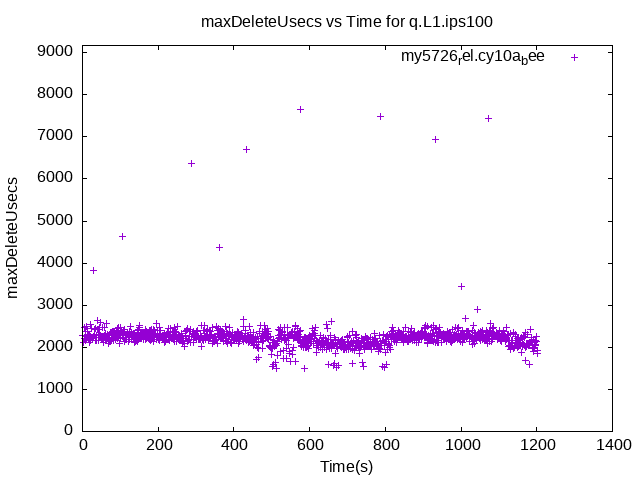 maxDeleteUsecs vs Time for q.L1.ips100
my5726rel.cy10abee
9000
8000
7000
6000
5000
4000
3000
2000
1000
0
maxDeleteUsecs
0 200 400 600 800 1000 1200 1400
Time(s)